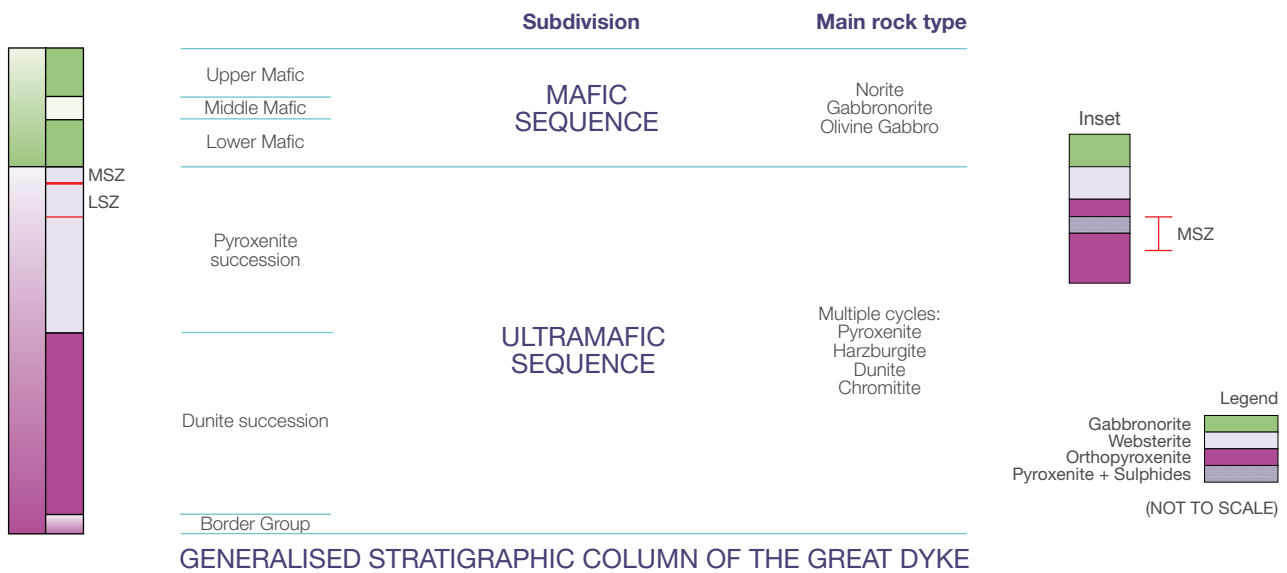 Subdivision
Main rock type
Upper Mafic
Middle Mafic
Lower Mafic
MAFIC
SEQUENCE
Norite
Gabbronorite
Olivine Gabbro
MSZ
LSZ
Pyroxenite
succession
Dunite succession
Border Group
ULTRAMAFIC
SEQUENCE
Multiple cycles:
Pyroxenite
Harzburgite
Dunite
Chromitite
Inset
MSZ
Legend
Gabbronorite
Websterite
Orthopyroxenite
Pyroxenite + Sulphides
(NOT TO SCALE)
GENERALISED STRATIGRAPHIC COLUMN OF THE GREAT DYKE